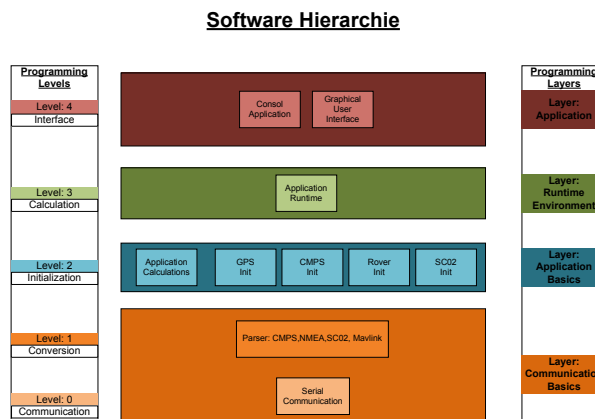 Software Hierarchie
Programming
Levels
Level: 4
Interface
Level: 3
Calculation
Level: 2
Initialization
Level: 1
Conversion
Level: 0
Communication
Consol
Application
Graphical
User
Interface
Application
Runtime
Application
Calculations
GPS
Init
CMPS
Init
Rover
Init
SC02
Init
Parser: CMPS,NMEA,SC02, Mavlink
Serial
Communication
Programming
Layers
Layer:
Application
Layer:
Runtime
Environment
Layer:
Application
Basics
Layer:
Communication
Basics